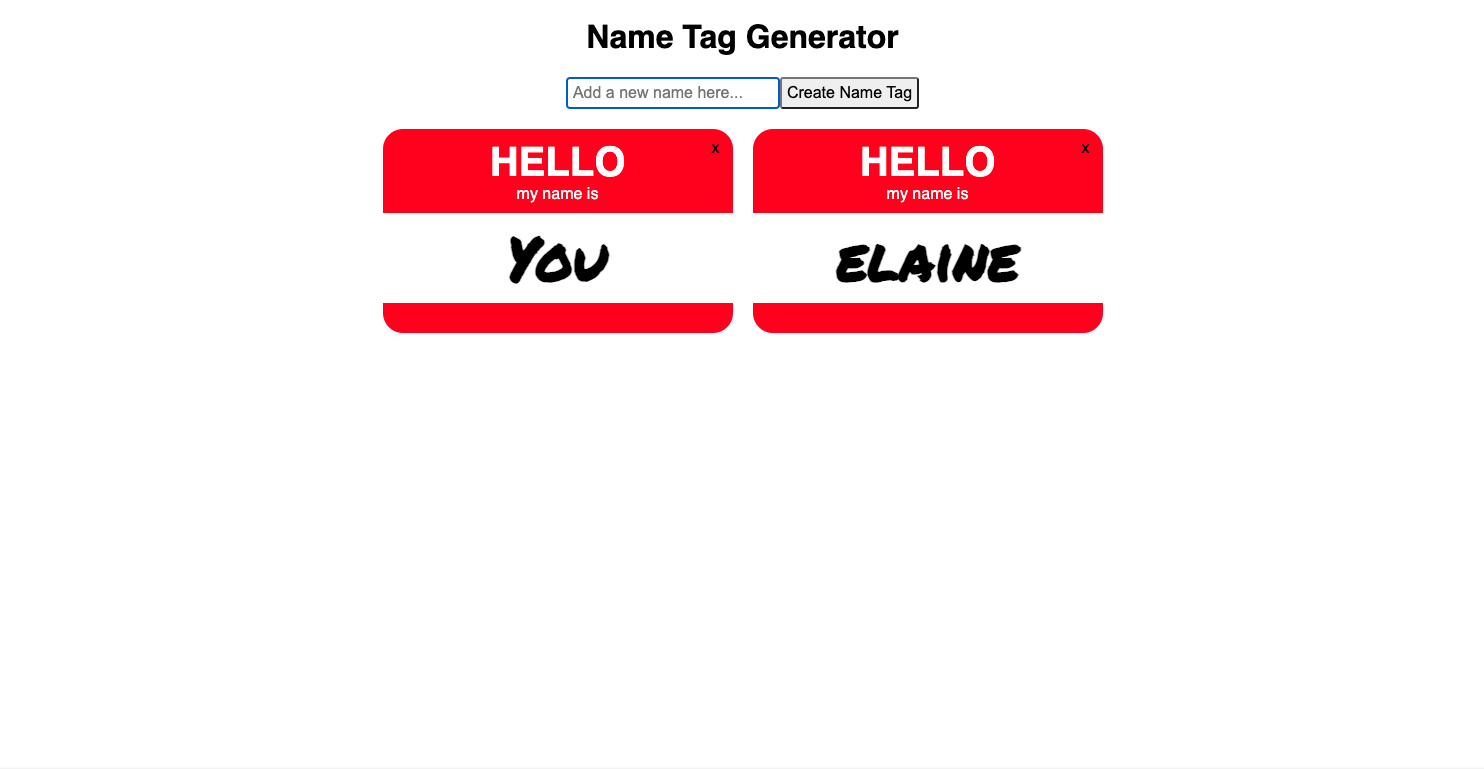 Name Tag Generator
Add a new name here... Create Name Tag
HELLO x
my name is
You
HELLO x
my name is
elaine